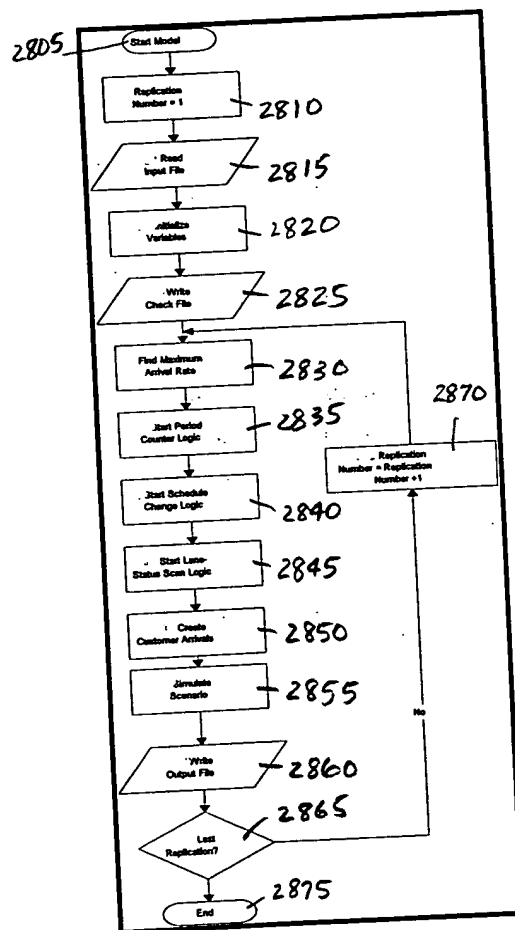 2805
Start Model
Replication
Number = 1
2810
Read
Input File
2815
Initialize
Variables
2820
Write
Check File
2825
Find Maximum
Arrival Rate
2830
2870
Start Period
Counter Logic
2835
Replication
Number = Replication
Number +1
Start Schedule
Change Logic
2840
Start Lane-
Status Scan Logic
2845
Create
Customer Arrivals
2850
Simulate
Scenario
2855
No
Write
Output File
2860
Last
Replication?
2865
End
2875